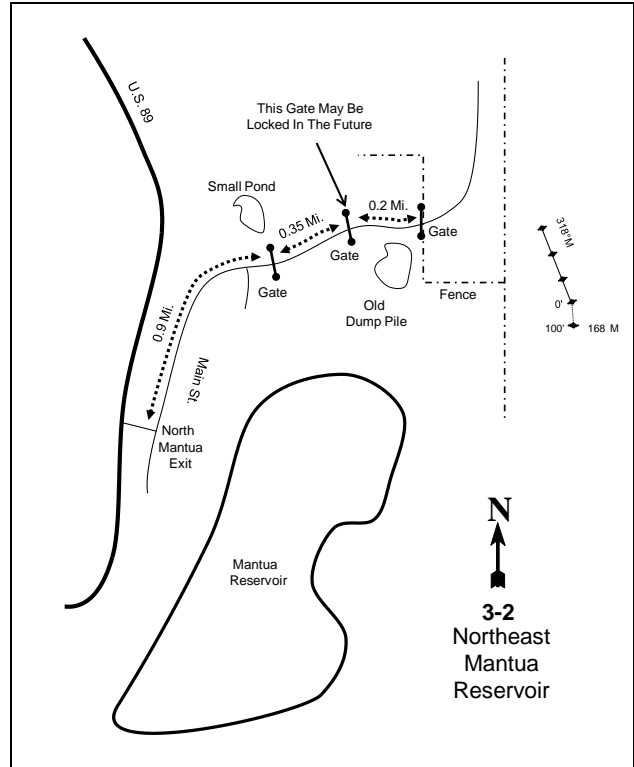 U.S. 89
This Gate May Be
Locked In The Future
Small Pond
0.2 Mi.
0.35 Mi.
Gate
Gate
Gate
318°M
0.9 Mi.
Old
Dump Pile
Fence
0'
100'
168 M
Main St.
North
Mantua
Exit
N
Mantua
Reservoir
3-2
Northeast
Mantua
Reservoir